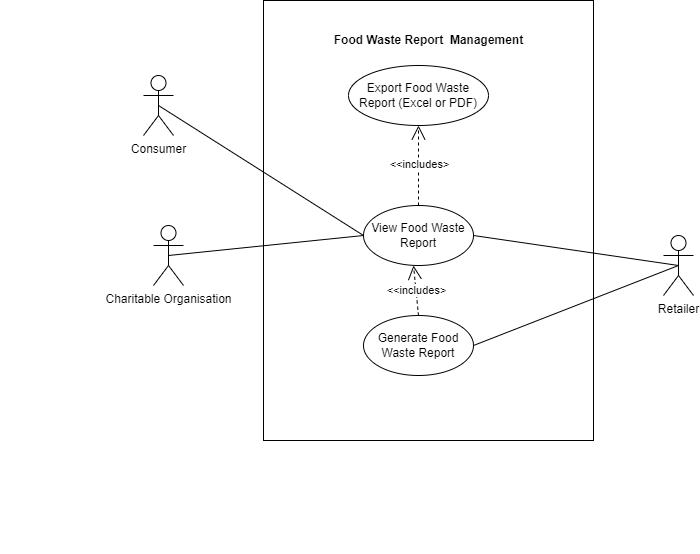 Food Waste Report  Management
Export Food Waste
Report (Excel or PDF)
Consumer
<<includes>
View Food Waste
Report
Charitable Organisation
<<includes>
Retailer
Generate Food
Waste Report